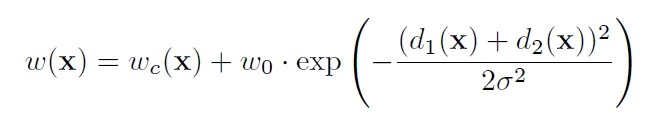 w(x) = w_c(x) + w_0 · exp ( − (d_1(x) + d_2(x))^2 / 2σ^2 )